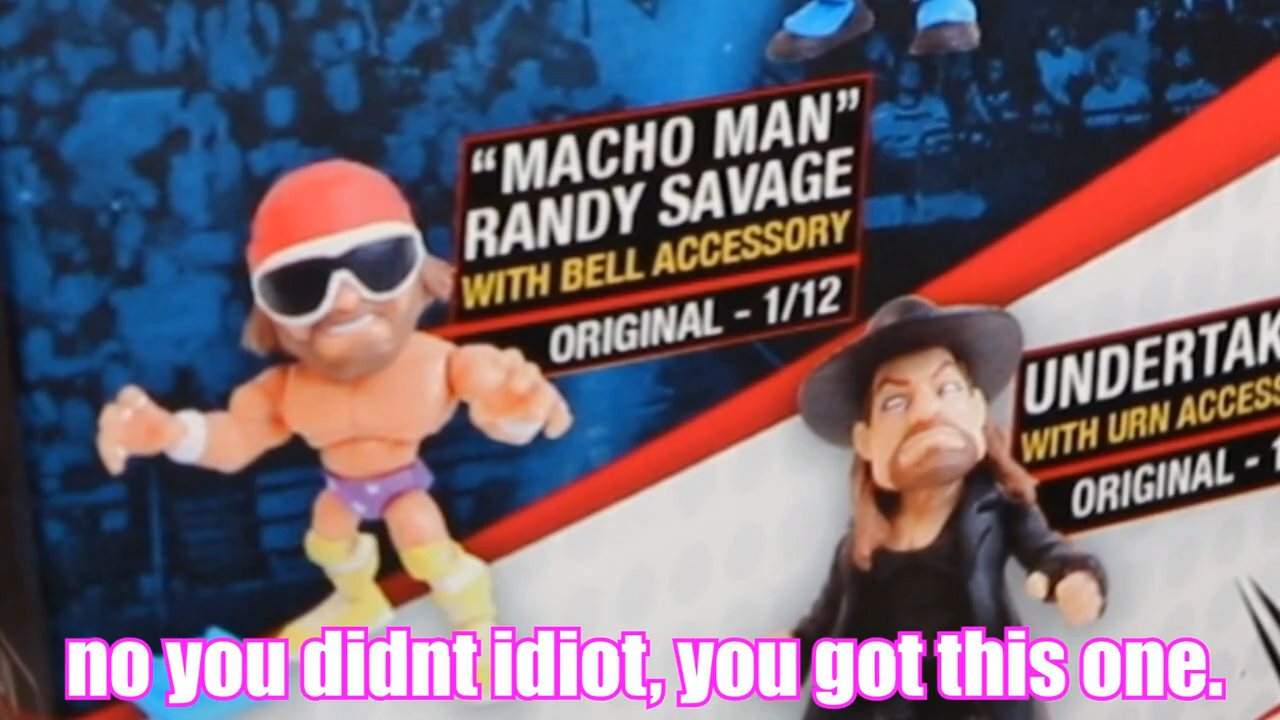 “MACHO MAN”
RANDY SAVAGE
WITH BELL ACCESSORY
ORIGINAL - 1/12
WITH URN
ORIGINAL -
no you didnt idiot, you got this one.